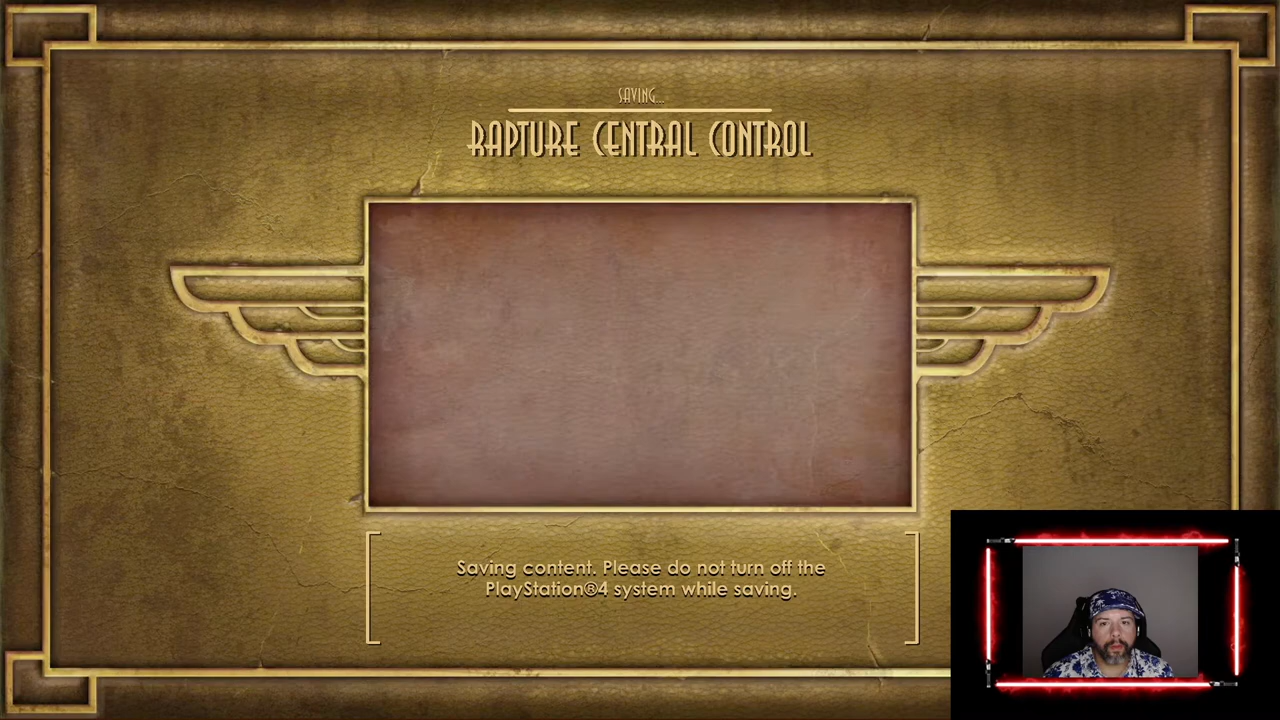 SAVING...
RAPTURE CENTRAL CONTROL
Saving content. Please do not turn off the
PlayStation®4 system while saving.